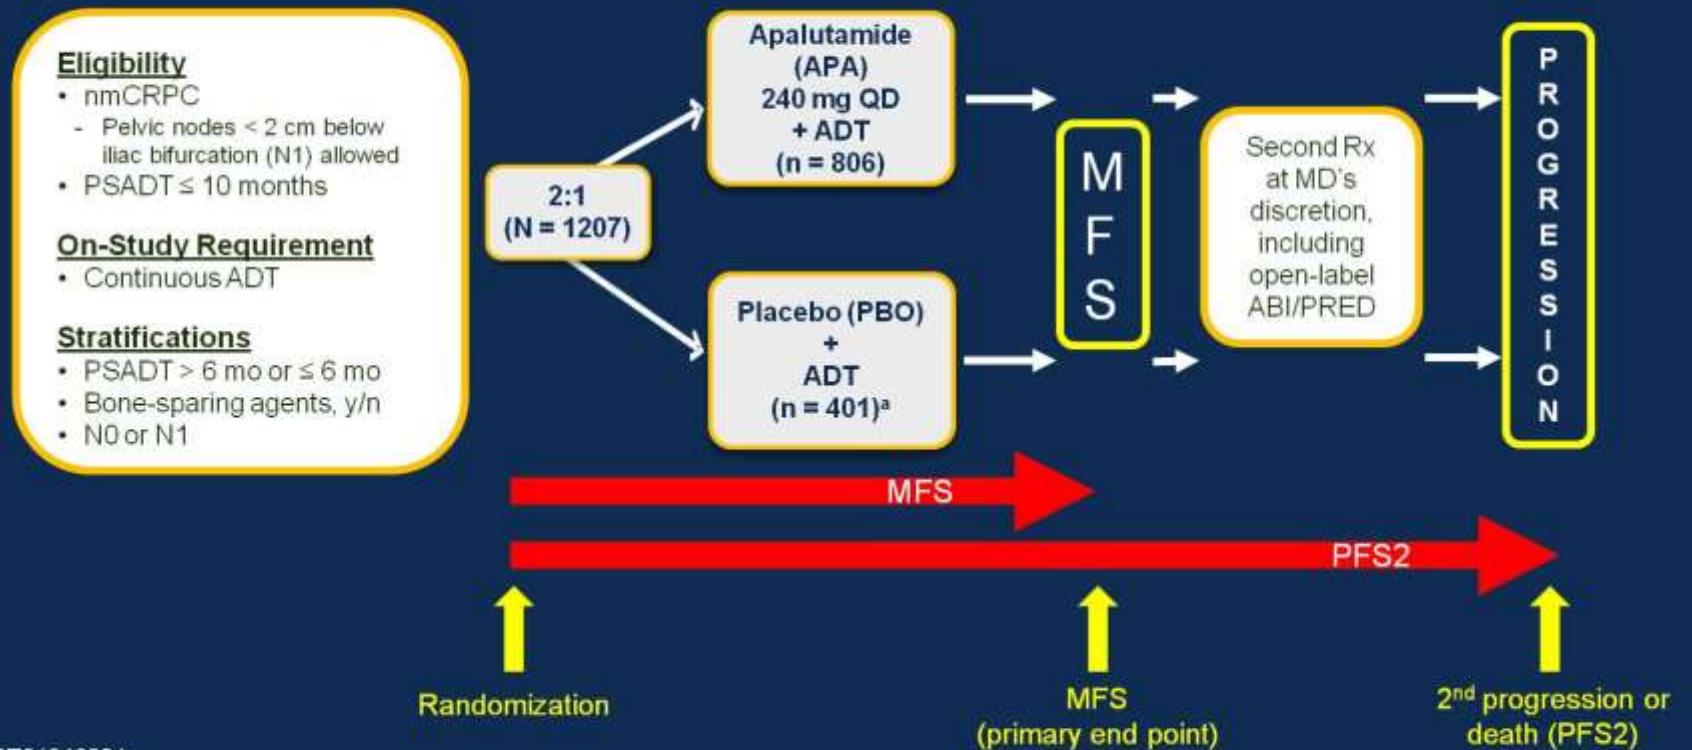 Eligibility
• nmCRPC
- Pelvic nodes < 2 cm below
iliac bifurcation (N1) allowed
• PSADT ≤ 10 months
On-Study Requirement
• Continuous ADT
Stratifications
• PSADT > 6 mo or ≤ 6 mo
• Bone-sparing agents, y/n
• N0 or N1
2:1
(N = 1207)
Apalutamide
(APA)
240 mg QD
+ ADT
(n = 806)
Placebo (PBO)
+
ADT
(n = 401)ᵃ
M
F
S
Second Rx
at MD's
discretion,
including
open-label
ABI/PRED
P
R
O
G
R
E
S
S
I
O
N
MFS
PFS2
Randomization
MFS
(primary end point)
2ⁿᵈ progression or
death (PFS2)